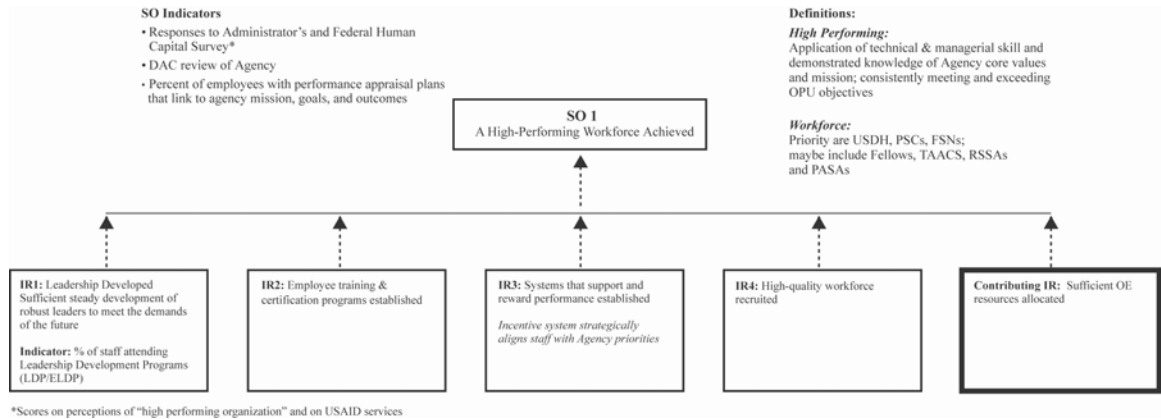 SO Indicators
• Responses to Administrator's and Federal Human
Capital Survey*
• DAC review of Agency
• Percent of employees with performance appraisal plans
that link to agency mission, goals, and outcomes
Definitions:
High Performing:
Application of technical & managerial skill and
demonstrated knowledge of Agency core values
and mission; consistently meeting and exceeding
OPU objectives
Workforce:
Priority are USDH, PSCs, FSNs;
maybe include Fellows, TAACS, RSSAs
and PASAs
SO 1
A High-Performing Workforce Achieved
IR1: Leadership Developed
Sufficient steady development of
robust leaders to meet the demands
of the future
Indicator: % of staff attending
Leadership Development Programs
(LDP/ELDP)
IR2: Employee training &
certification programs established
IR3: Systems that support and
reward performance established
Incentive system strategically
aligns staff with Agency priorities
IR4: High-quality workforce
recruited
Contributing IR: Sufficient OE
resources allocated
*Scores on perceptions of "high performing organization" and on USAID services